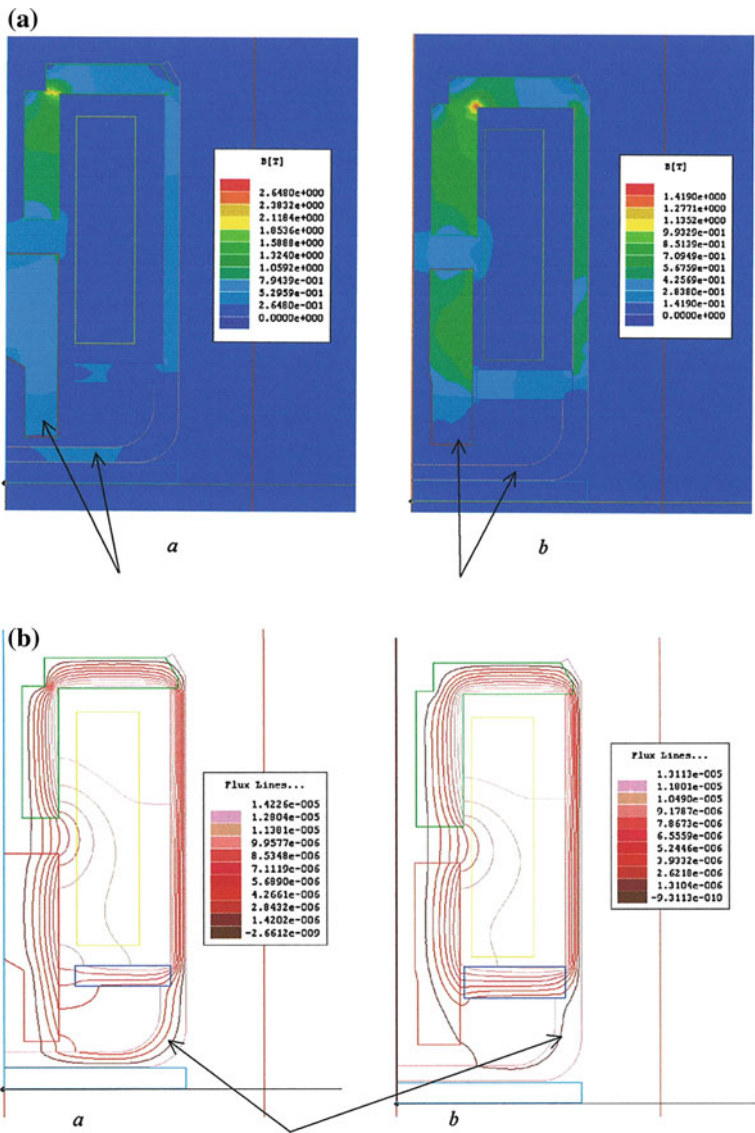 (a)
B[T]
2.6480e+000
2.3832e+000
2.1184e+000
1.8536e+000
1.5888e+000
1.3240e+000
1.0592e+000
7.9439e-001
5.2959e-001
2.6480e-001
0.0000e+000
B[T]
1.4190e+000
1.2771e+000
1.1352e+000
9.9329e-001
8.5139e-001
7.0949e-001
5.6759e-001
4.2569e-001
2.8380e-001
1.4190e-001
0.0000e+000
a
b
(b)
Flux Lines...
1.4226e-005
1.2804e-005
1.1381e-005
9.9577e-006
8.5348e-006
7.1119e-006
5.6890e-006
4.2661e-006
2.8432e-006
1.4202e-006
-2.6612e-009
Flux Lines...
1.3113e-005
1.1801e-005
1.0490e-005
9.1787e-006
7.8673e-006
6.5559e-006
5.2446e-006
3.9332e-006
2.6218e-006
1.3104e-006
-9.3113e-010
a
b